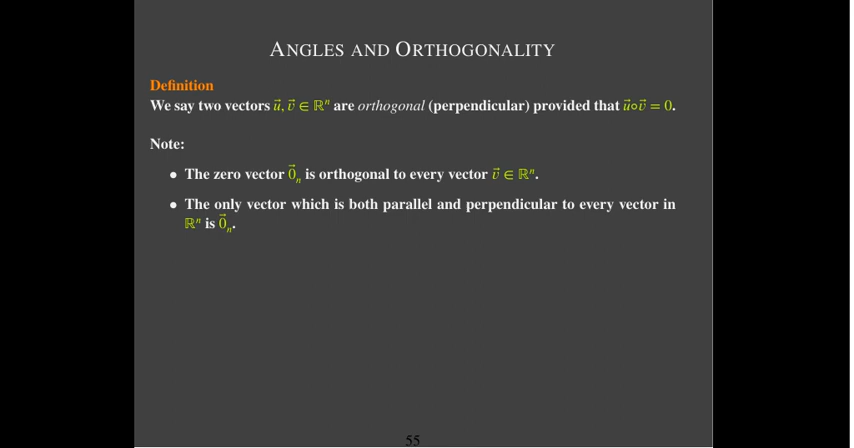 ANGLES AND ORTHOGONALITY
Definition
We say two vectors u⃗, v⃗ ∈ ℝⁿ are orthogonal (perpendicular) provided that u⃗∘v⃗ = 0.
Note:
• The zero vector 0⃗ₙ is orthogonal to every vector v⃗ ∈ ℝⁿ.
• The only vector which is both parallel and perpendicular to every vector in
ℝⁿ is 0⃗ₙ.
55